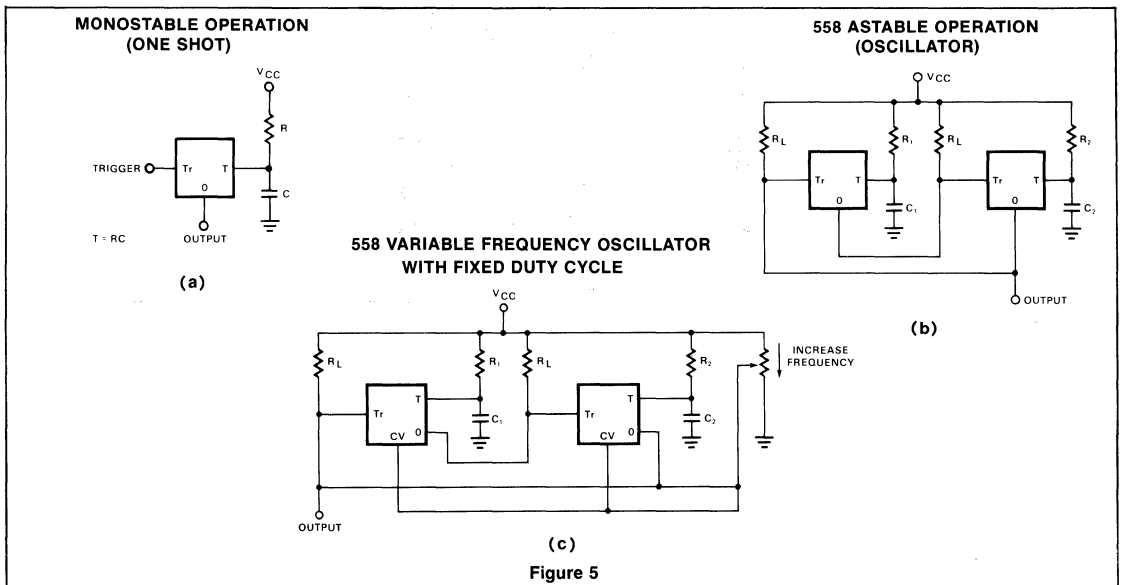 MONOSTABLE OPERATION
(ONE SHOT)
VCC
R
TRIGGER
Tr
T
0
C
T = RC
OUTPUT
(a)
558 ASTABLE OPERATION
(OSCILLATOR)
VCC
RL
R1
RL
R2
Tr
T
Tr
T
0
C1
0
C2
OUTPUT
(b)
558 VARIABLE FREQUENCY OSCILLATOR
WITH FIXED DUTY CYCLE
VCC
RL
R1
RL
R2
INCREASE
FREQUENCY
T
Tr
C1
0
CV
T
Tr
C2
0
CV
OUTPUT
(c)
Figure 5